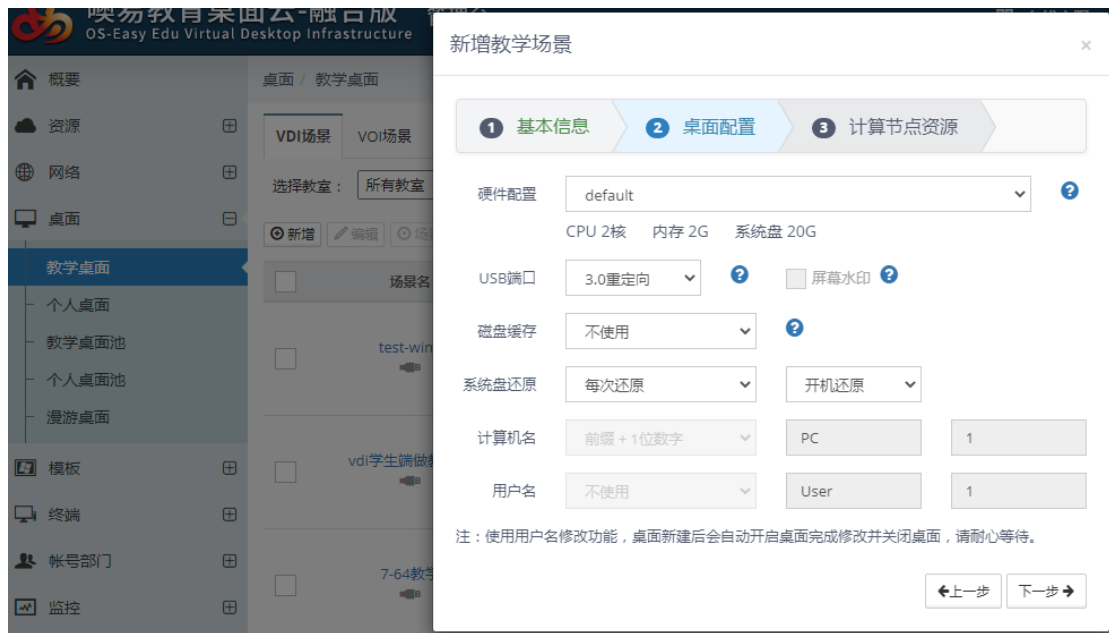 噢易教育桌面云-融合版
OS-Easy Edu Virtual Desktop Infrastructure
概要
资源
网络
桌面
教学桌面
个人桌面
教学桌面池
个人桌面池
漫游桌面
模板
终端
帐号部门
监控
桌面 / 教学桌面
VDI场景 VOI场景
选择教室： 所有教室
新增 编辑
场景名
test-win
vdi学生端做教
7-64教学
新增教学场景 ×
1 基本信息 2 桌面配置 3 计算节点资源
硬件配置 default ?
CPU 2核 内存 2G 系统盘 20G
USB端口 3.0重定向 ? 屏幕水印 ?
磁盘缓存 不使用 ?
系统盘还原 每次还原 开机还原
计算机名 前缀 + 1位数字 PC 1
用户名 不使用 User 1
注：使用用户名修改功能，桌面新建后会自动开启桌面完成修改并关闭桌面，请耐心等待。
上一步 下一步